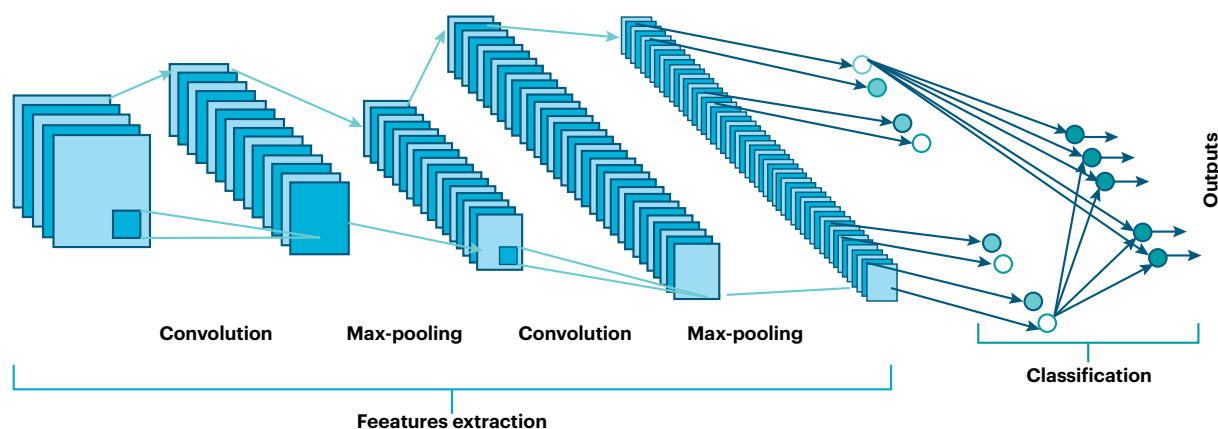 Outputs
Convolution
Max-pooling
Convolution
Max-pooling
Classification
Feeatures extraction